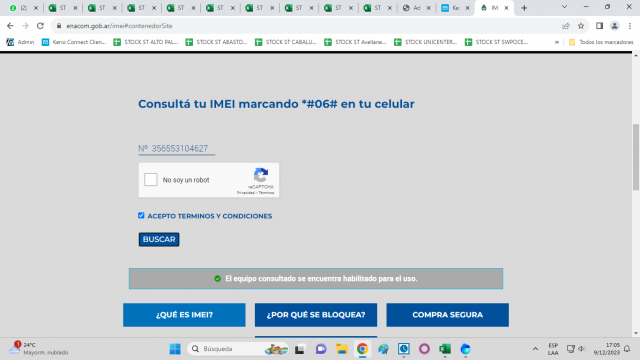 (2)
ST
ST
ST
ST
ST
ST
ST
ST
ST
Ad
Ke
IM
enacom.gob.ar/imei#contenedorSite
Admin
Kerio Connect Clien...
STOCK ST ALTO PAL...
STOCK ST ABASTO...
STOCK ST CABALLI...
STOCK ST Avellane...
STOCK UNICENTER...
STOCK ST SWPOCE...
»
Todos los marcadores
Consultá tu IMEI marcando *#06# en tu celular
Nº 356553104627
No soy un robot
reCAPTCHA
Privacidad - Términos
ACEPTO TERMINOS Y CONDICIONES
BUSCAR
El equipo consultado se encuentra habilitado para el uso.
¿QUÉ ES IMEI?
¿POR QUÉ SE BLOQUEA?
COMPRA SEGURA
1
24°C
Mayorm. nublado
Búsqueda
ESP
LAA
17:05
9/12/2023